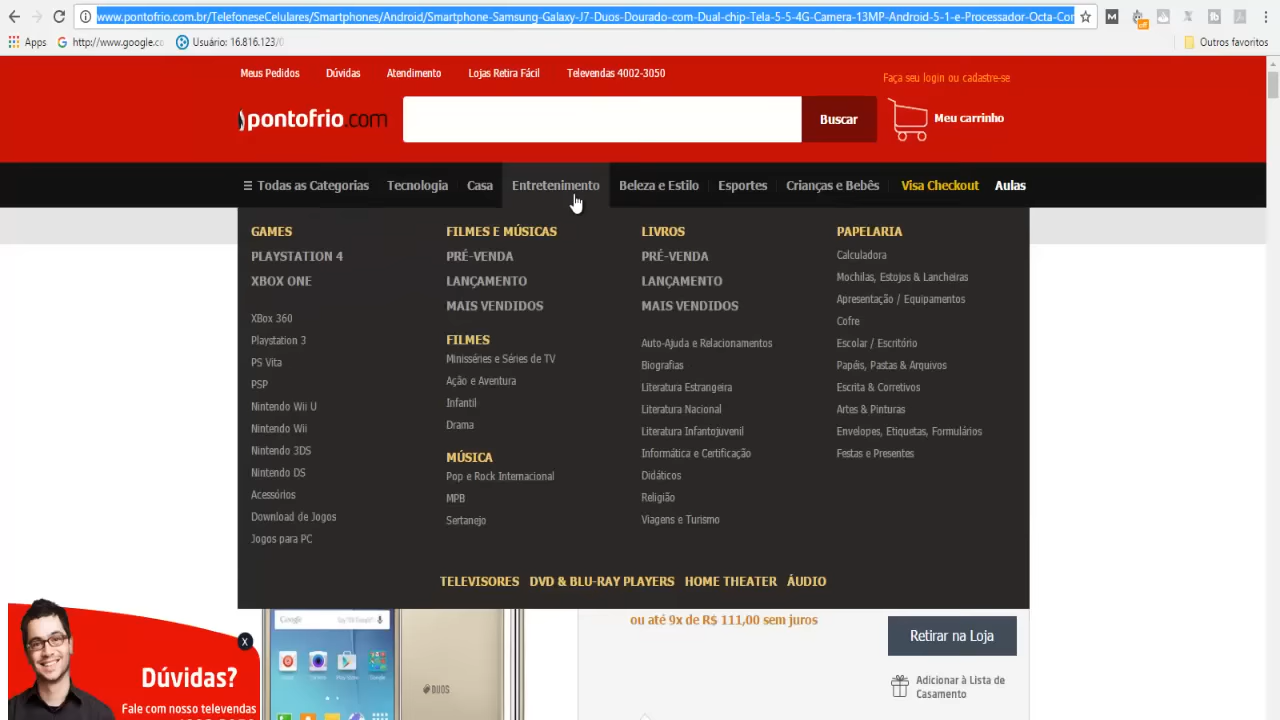 www.pontofrio.com.br/TelefoneseCelulares/Smartphones/Android/Smartphone-Samsung-Galaxy-J7-Duos-Dourado-com-Dual-chip-Tela-5-5-4G-Camera-13MP-Android-5-1-e-Processador-Octa-Cor
Apps http://www.google.cc Usuário: 16.816.123/0 Outros favoritos
Meus Pedidos Dúvidas Atendimento Lojas Retira Fácil Televendas 4002-3050
Faça seu login ou cadastre-se
pontofrio.com Buscar Meu carrinho
Todas as Categorias Tecnologia Casa Entretenimento Beleza e Estilo Esportes Crianças e Bebês Visa Checkout Aulas
GAMES
PLAYSTATION 4
XBOX ONE
XBox 360
Playstation 3
PS Vita
PSP
Nintendo Wii U
Nintendo Wii
Nintendo 3DS
Nintendo DS
Acessórios
Download de Jogos
Jogos para PC
FILMES E MÚSICAS
PRÉ-VENDA
LANÇAMENTO
MAIS VENDIDOS
FILMES
Minisséries e Séries de TV
Ação e Aventura
Infantil
Drama
MÚSICA
Pop e Rock Internacional
MPB
Sertanejo
LIVROS
PRÉ-VENDA
LANÇAMENTO
MAIS VENDIDOS
Auto-Ajuda e Relacionamentos
Biografias
Literatura Estrangeira
Literatura Nacional
Literatura Infantojuvenil
Informática e Certificação
Didáticos
Religião
Viagens e Turismo
PAPELARIA
Calculadora
Mochilas, Estojos & Lancheiras
Apresentação / Equipamentos
Cofre
Escolar / Escritório
Papéis, Pastas & Arquivos
Escrita & Corretivos
Artes & Pinturas
Envelopes, Etiquetas, Formulários
Festas e Presentes
TELEVISORES DVD & BLU-RAY PLAYERS HOME THEATER ÁUDIO
Google
DUOS
ou até 9x de R$ 111,00 sem juros
Retirar na Loja
Adicionar à Lista de
Casamento
X
Dúvidas?
Fale com nosso televendas